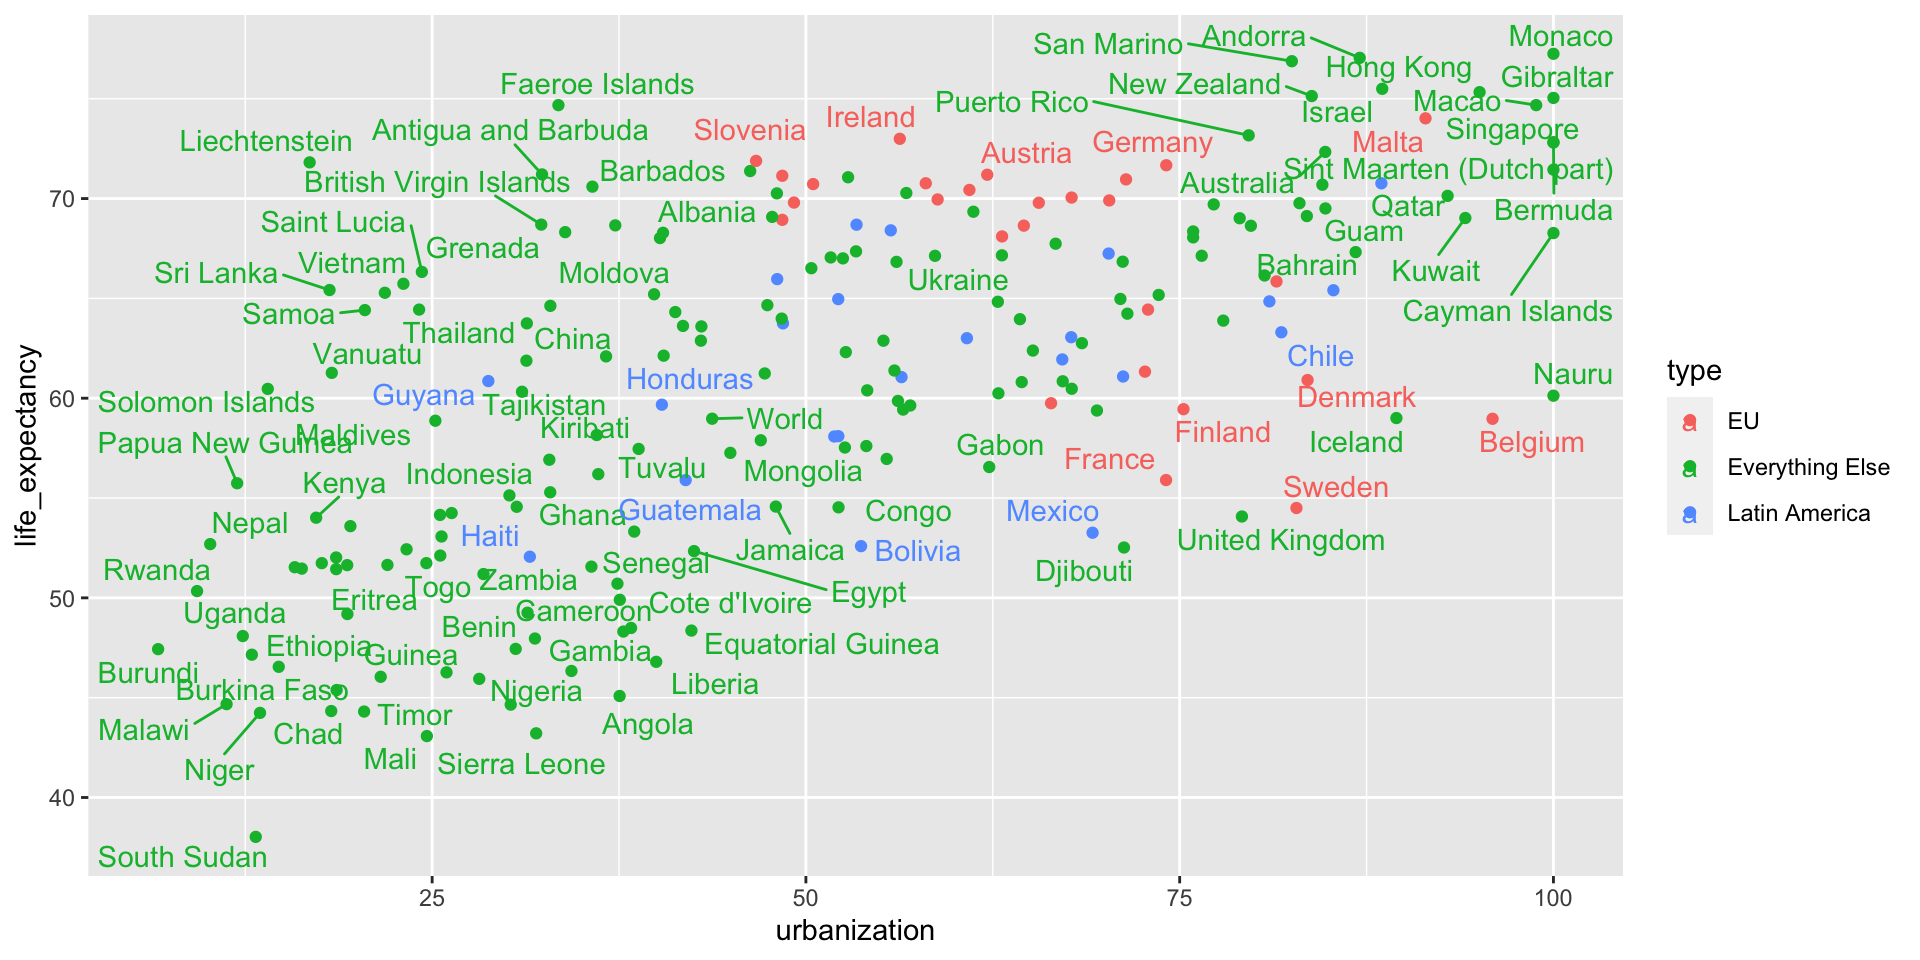 Monaco
San Marino
Andorra
Hong Kong
Gibraltar
Faeroe Islands
New Zealand
Puerto Rico
Macao
Israel
Ireland
Antigua and Barbuda
Slovenia
Singapore
Liechtenstein
Germany
Malta
Austria
Barbados
Sint Maarten (Dutch part)
British Virgin Islands
Australia
Qatar
Bermuda
Albania
Saint Lucia
Guam
Grenada
Vietnam
Bahrain
Kuwait
Sri Lanka
Moldova
Ukraine
Samoa
Cayman Islands
Thailand
China
Vanuatu
Chile
Guyana
Honduras
Nauru
Solomon Islands
Tajikistan
Denmark
World
Kiribati
Maldives
Papua New Guinea
Finland
Iceland
Belgium
Gabon
France
Indonesia
Tuvalu
Mongolia
Kenya
Sweden
Nepal
Ghana
Guatemala
Congo
Mexico
Haiti
Jamaica
Bolivia
United Kingdom
Rwanda
Senegal
Djibouti
Togo
Zambia
Egypt
Eritrea
Uganda
Cameroon
Cote d'Ivoire
Benin
Ethiopia
Guinea
Gambia
Equatorial Guinea
Burundi
Burkina Faso
Nigeria
Liberia
Malawi
Chad
Timor
Angola
Niger
Mali
Sierra Leone
South Sudan
70
60
50
40
life_expectancy
25
50
75
100
urbanization
type
a EU
a Everything Else
a Latin America